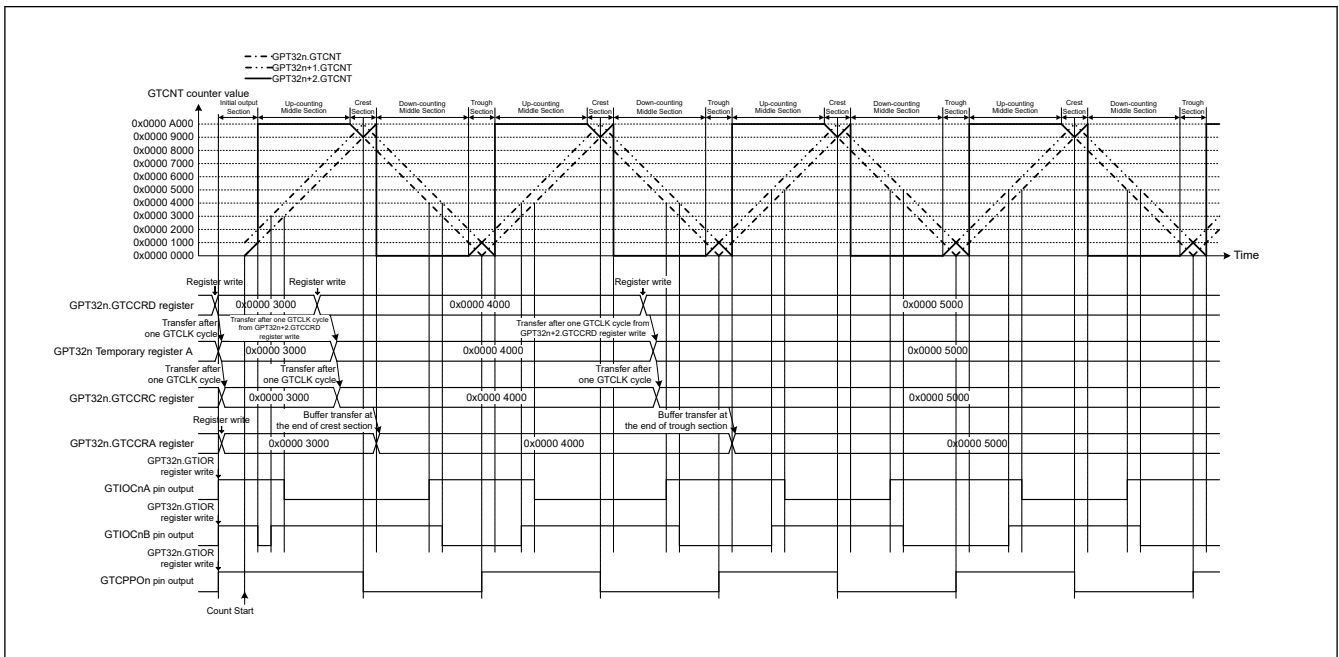 GPT32n.GTCNT
GPT32n+1.GTCNT
GPT32n+2.GTCNT
GTCNT counter value
Initial output Section
Up-counting Middle Section
Crest Section
Down-counting Middle Section
Trough Section
Up-counting Middle Section
Crest Section
Down-counting Middle Section
Trough Section
Up-counting Middle Section
Crest Section
Down-counting Middle Section
Trough Section
Up-counting Middle Section
Crest Section
Down-counting Middle Section
Trough Section
0x0000 A000
0x0000 9000
0x0000 8000
0x0000 7000
0x0000 6000
0x0000 5000
0x0000 4000
0x0000 3000
0x0000 2000
0x0000 1000
0x0000 0000
Time
Register write
Register write
Register write
GPT32n.GTCCRD register
0x0000 3000
0x0000 4000
0x0000 5000
Transfer after
one GTCLK cycle
Transfer after one GTCLK cycle
from GPT32n+2.GTCCRD
register write
Transfer after one GTCLK cycle from
GPT32n+2.GTCCRD register write
GPT32n Temporary register A
0x0000 3000
0x0000 4000
0x0000 5000
Transfer after
one GTCLK cycle
Transfer after
one GTCLK cycle
Transfer after
one GTCLK cycle
GPT32n.GTCCRC register
0x0000 3000
0x0000 4000
0x0000 5000
Register write
Buffer transfer at
the end of crest section
Buffer transfer at
the end of trough section
GPT32n.GTCCRA register
0x0000 3000
0x0000 4000
0x0000 5000
GPT32n.GTIOR
register write
GTIOCnA pin output
GPT32n.GTIOR
register write
GTIOCnB pin output
GPT32n.GTIOR
register write
GTCPPOn pin output
Count Start